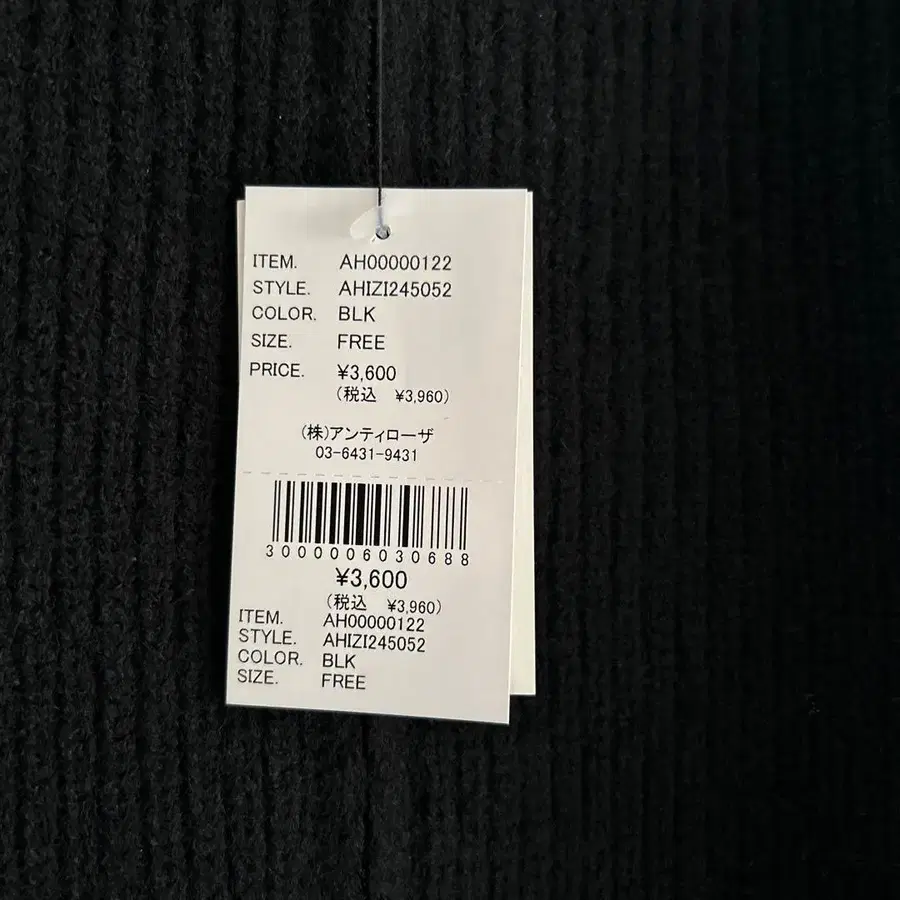 ITEM. AH00000122
STYLE. AHIZI245052
COLOR. BLK
SIZE. FREE
PRICE. ¥3,600
(税込 ¥3,960)
(株)アンティローザ
03-6431-9431
3000006030688
¥3,600
(税込 ¥3,960)
ITEM. AH00000122
STYLE. AHIZI245052
COLOR. BLK
SIZE. FREE